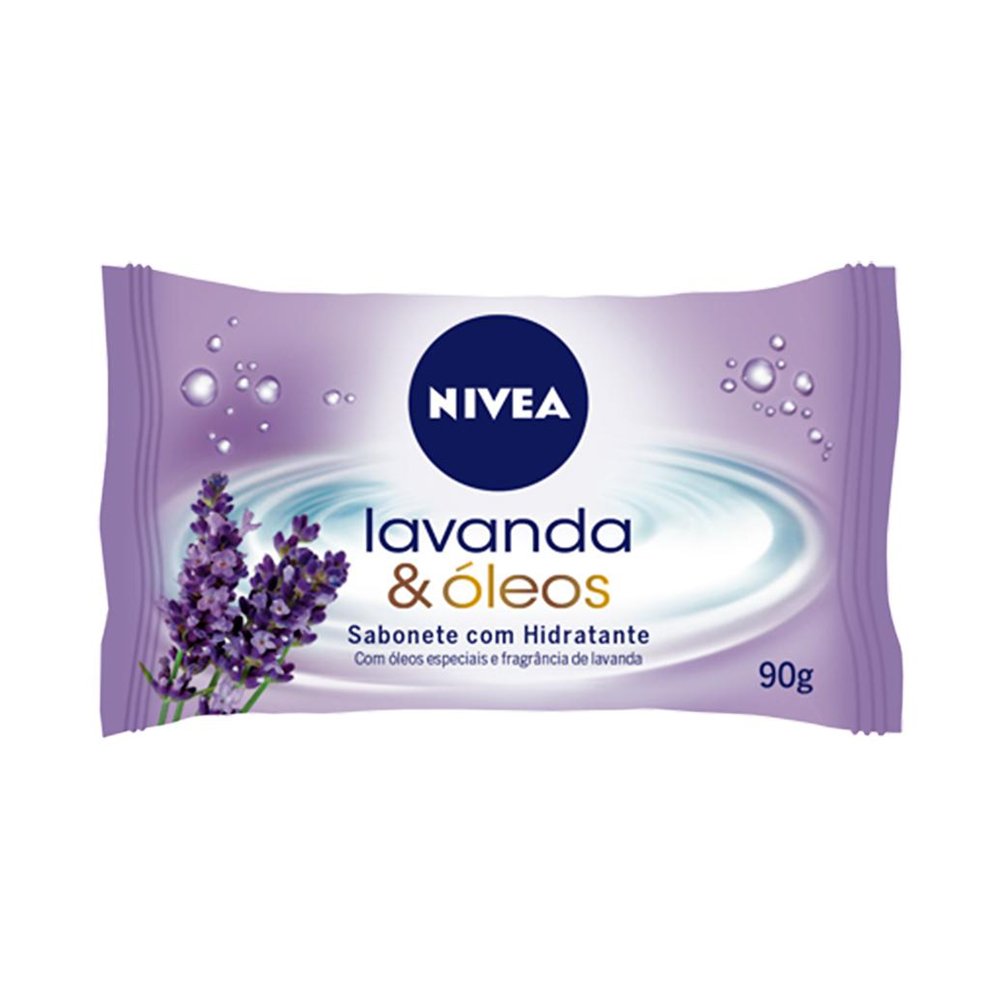 NIVEA
lavanda
& óleos
Sabonete com Hidratante
Com óleos especiais e fragrância de lavanda
90g